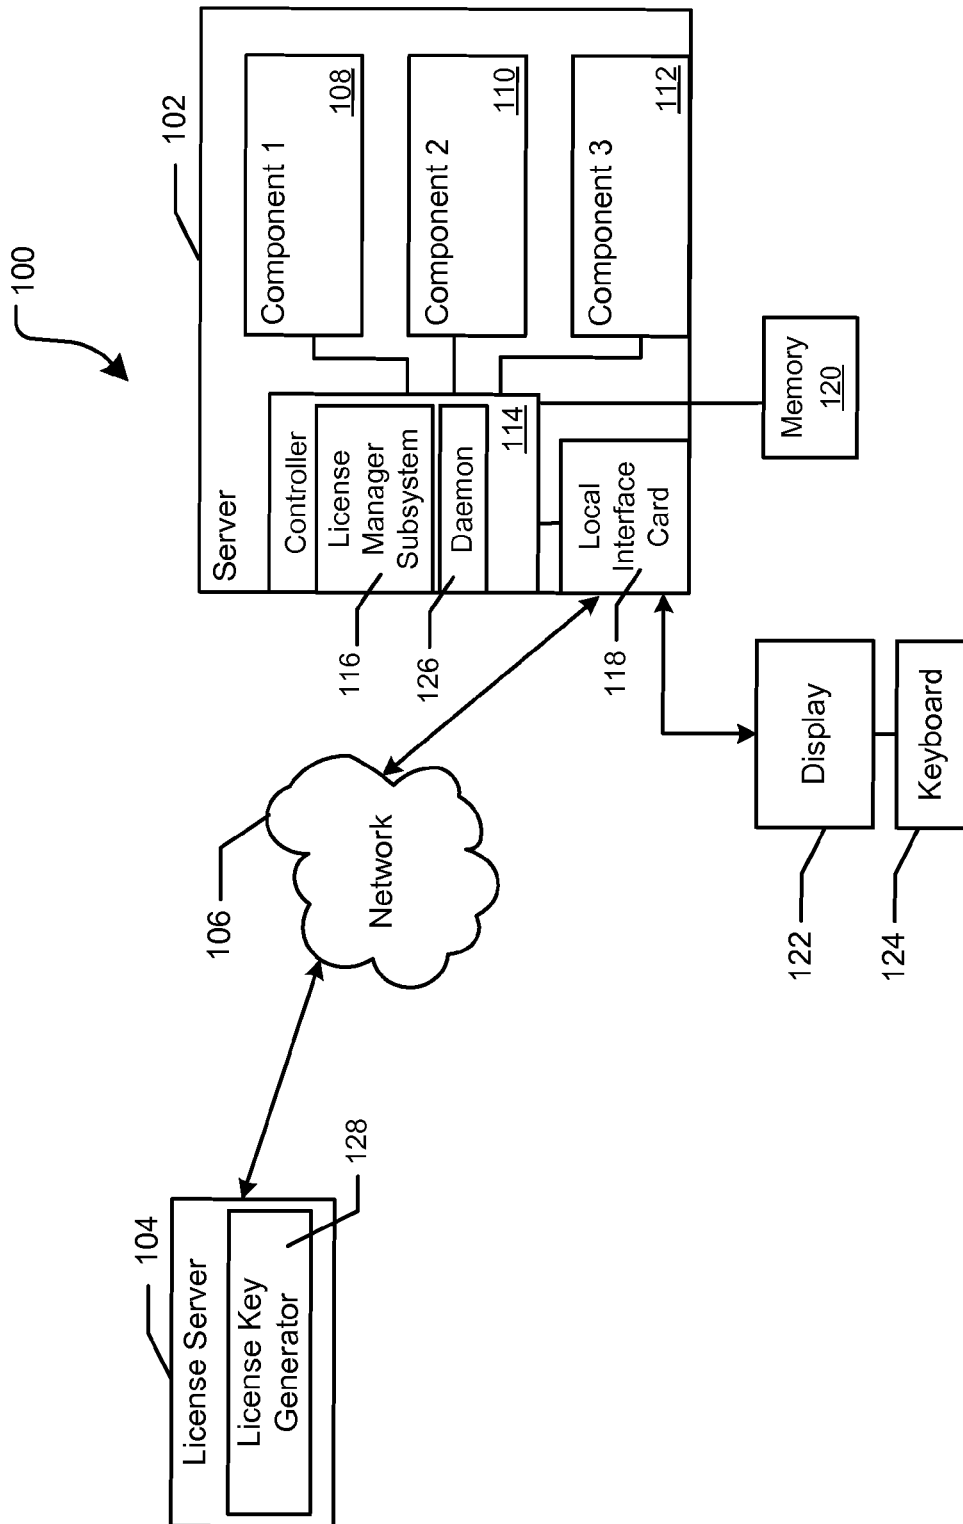 100
License Server
104
License Key
Generator
128
106
Network
Server
102
Controller
License
Manager
Subsystem
116
Daemon
126
114
Local
Interface
Card
118
Component 1
108
Component 2
110
Component 3
112
Memory
120
Display
122
Keyboard
124